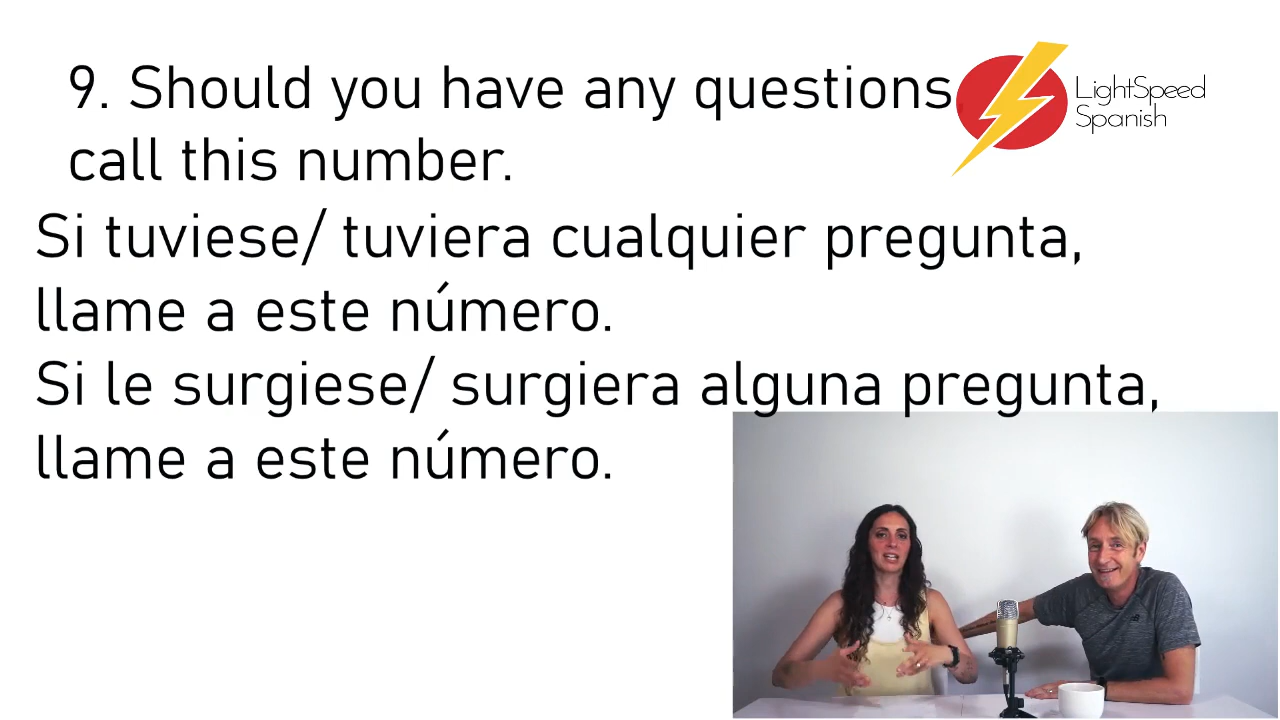 9. Should you have any questions,
call this number.
LightSpeed
Spanish
Si tuviese/ tuviera cualquier pregunta,
llame a este número.
Si le surgiese/ surgiera alguna pregunta,
llame a este número.